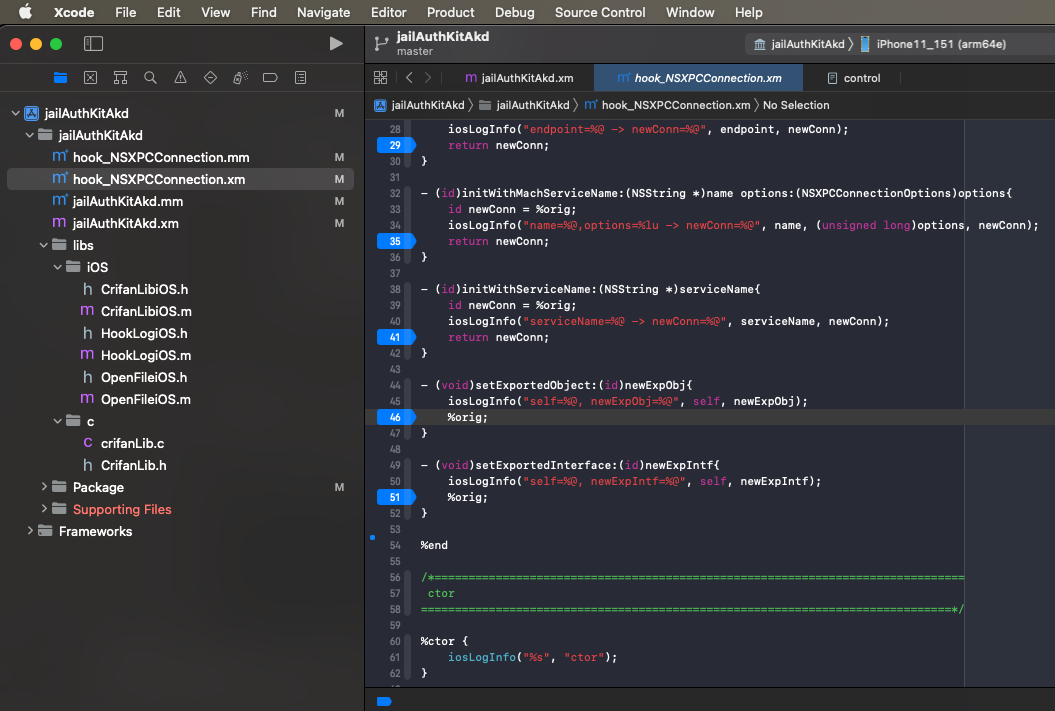 Xcode File Edit View Find Navigate Editor Product Debug Source Control Window Help
jailAuthKitAkd
master
jailAuthKitAkd 〉 iPhone11_151 (arm64e)
m jailAuthKitAkd.xm
m hook_NSXPCConnection.xm
control
jailAuthKitAkd 〉 jailAuthKitAkd 〉 m hook_NSXPCConnection.xm 〉 No Selection
jailAuthKitAkd M
jailAuthKitAkd
m hook_NSXPCConnection.mm M
m hook_NSXPCConnection.xm M
m jailAuthKitAkd.mm M
m jailAuthKitAkd.xm M
libs
iOS
h CrifanLibiOS.h
m CrifanLibiOS.m
h HookLogiOS.h
m HookLogiOS.m
h OpenFileiOS.h
m OpenFileiOS.m
c
C crifanLib.c
h CrifanLib.h
Package M
Supporting Files
Frameworks
28 iosLogInfo("endpoint=%@ -> newConn=%@", endpoint, newConn);
29 return newConn;
30 }
31
32 - (id)initWithMachServiceName:(NSString *)name options:(NSXPCConnectionOptions)options{
33 id newConn = %orig;
34 iosLogInfo("name=%@,options=%lu -> newConn=%@", name, (unsigned long)options, newConn);
35 return newConn;
36 }
37
38 - (id)initWithServiceName:(NSString *)serviceName{
39 id newConn = %orig;
40 iosLogInfo("serviceName=%@ -> newConn=%@", serviceName, newConn);
41 return newConn;
42 }
43
44 - (void)setExportedObject:(id)newExpObj{
45 iosLogInfo("self=%@, newExpObj=%@", self, newExpObj);
46 %orig;
47 }
48
49 - (void)setExportedInterface:(id)newExpIntf{
50 iosLogInfo("self=%@, newExpIntf=%@", self, newExpIntf);
51 %orig;
52 }
53
54 %end
55
56 /*==============================================================================
57 ctor
58 ==============================================================================*/
59
60 %ctor {
61 iosLogInfo("%s", "ctor");
62 }